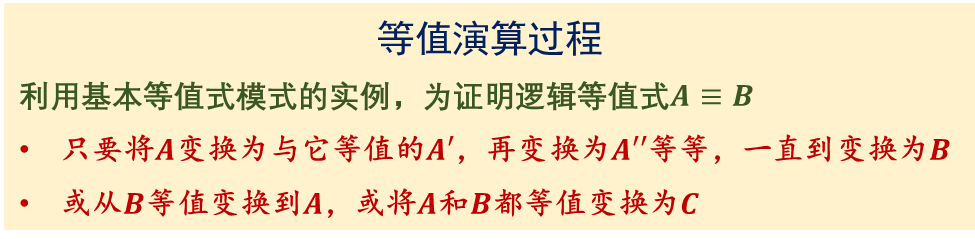 等值演算过程
利用基本等值式模式的实例，为证明逻辑等值式A ≡ B
• 只要将A变换为与它等值的A′，再变换为A′′等等，一直到变换为B
• 或从B等值变换到A，或将A和B都等值变换为C